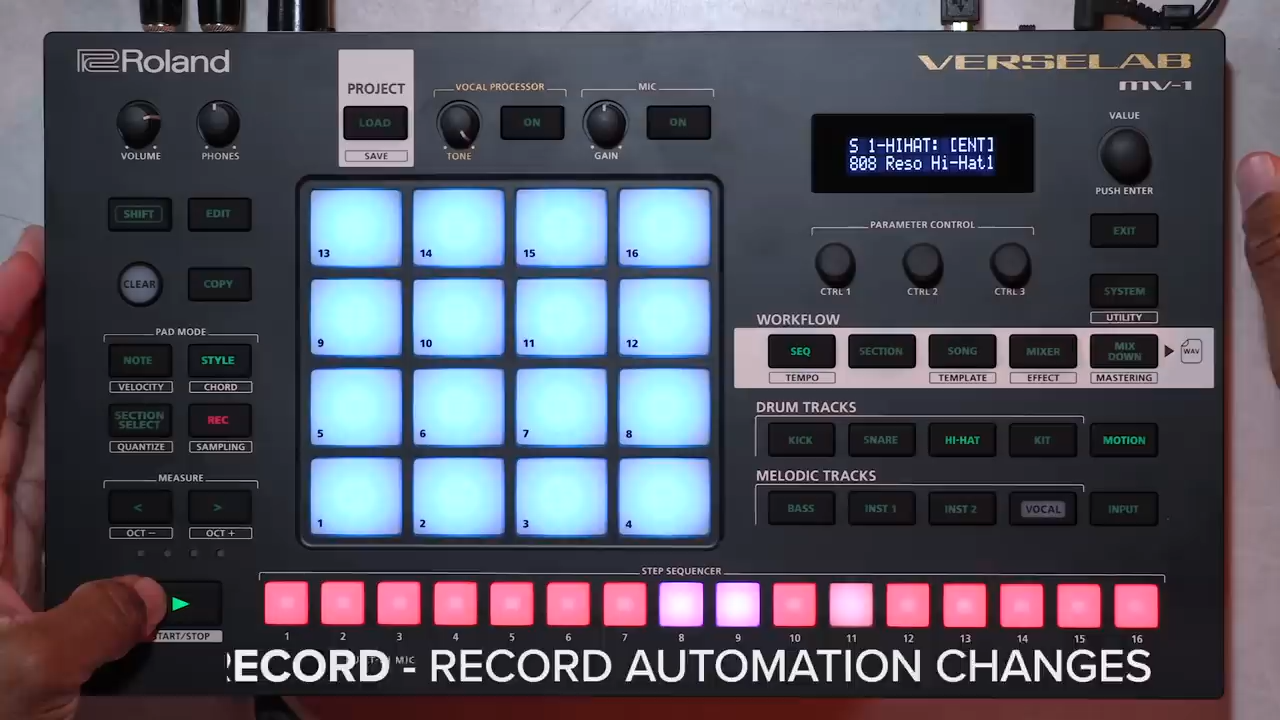 Roland
VERSELAB
MV-1
PROJECT
LOAD
SAVE
VOCAL PROCESSOR
ON
TONE
MIC
GAIN
ON
VOLUME
PHONES
S 1-HIHAT: [ENT]
808 Reso Hi-Hat1
VALUE
PUSH ENTER
SHIFT
EDIT
CLEAR
COPY
PARAMETER CONTROL
CTRL 1
CTRL 2
CTRL 3
EXIT
SYSTEM
UTILITY
PAD MODE
NOTE
STYLE
VELOCITY
CHORD
SECTION SELECT
REC
QUANTIZE
SAMPLING
MEASURE
<
>
OCT −
OCT +
START/STOP
13
14
15
16
9
10
11
12
5
6
7
8
1
2
3
4
WORKFLOW
SEQ
SECTION
SONG
MIXER
MIX DOWN
WAV
TEMPO
TEMPLATE
EFFECT
MASTERING
DRUM TRACKS
KICK
SNARE
HI-HAT
KIT
MOTION
MELODIC TRACKS
BASS
INST 1
INST 2
VOCAL
INPUT
STEP SEQUENCER
1 2 3 4 5 6 7 8 9 10 11 12 13 14 15 16
MIC
RECORD - RECORD AUTOMATION CHANGES